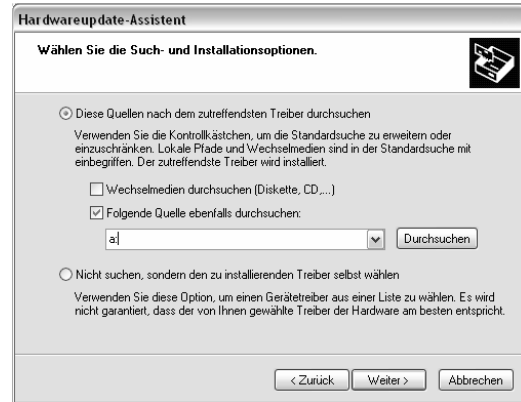 Hardwareupdate-Assistent
Wählen Sie die Such- und Installationsoptionen.
Diese Quellen nach dem zutreffendsten Treiber durchsuchen
Verwenden Sie die Kontrollkästchen, um die Standardsuche zu erweitern oder
einzuschränken. Lokale Pfade und Wechselmedien sind in der Standardsuche mit
einbegriffen. Der zutreffendste Treiber wird installiert.
Wechselmedien durchsuchen (Diskette, CD,...)
Folgende Quelle ebenfalls durchsuchen:
a:
Durchsuchen
Nicht suchen, sondern den zu installierenden Treiber selbst wählen
Verwenden Sie diese Option, um einen Gerätetreiber aus einer Liste zu wählen. Es wird
nicht garantiert, dass der von Ihnen gewählte Treiber der Hardware am besten entspricht.
< Zurück
Weiter >
Abbrechen